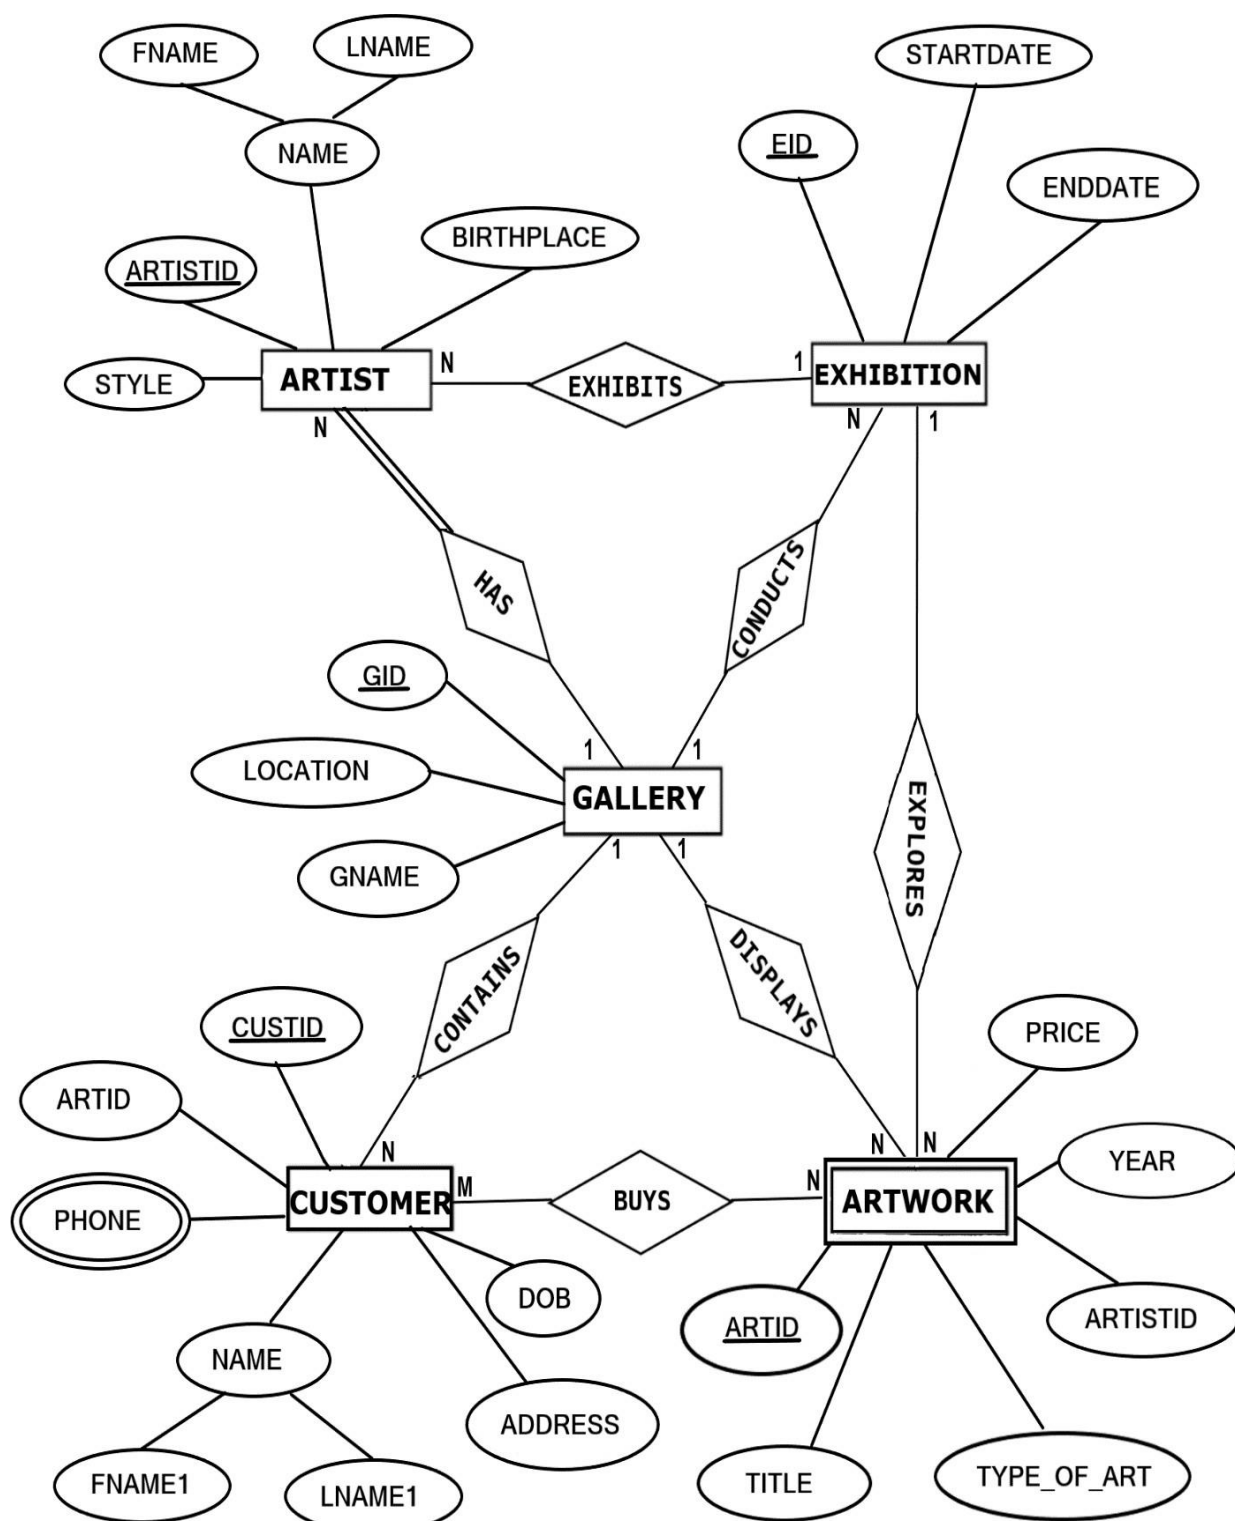 FNAME
LNAME
STARTDATE
NAME
EID
ENDDATE
ARTISTID
BIRTHPLACE
STYLE
ARTIST
N
EXHIBITS
1
EXHIBITION
N
N
1
HAS
CONDUCTS
GID
1
1
LOCATION
GALLERY
GNAME
1
1
EXPLORES
CONTAINS
DISPLAYS
CUSTID
PRICE
ARTID
N
N
N
YEAR
PHONE
CUSTOMER
M
BUYS
N
ARTWORK
DOB
ARTISTID
ARTID
NAME
ADDRESS
FNAME1
LNAME1
TITLE
TYPE_OF_ART